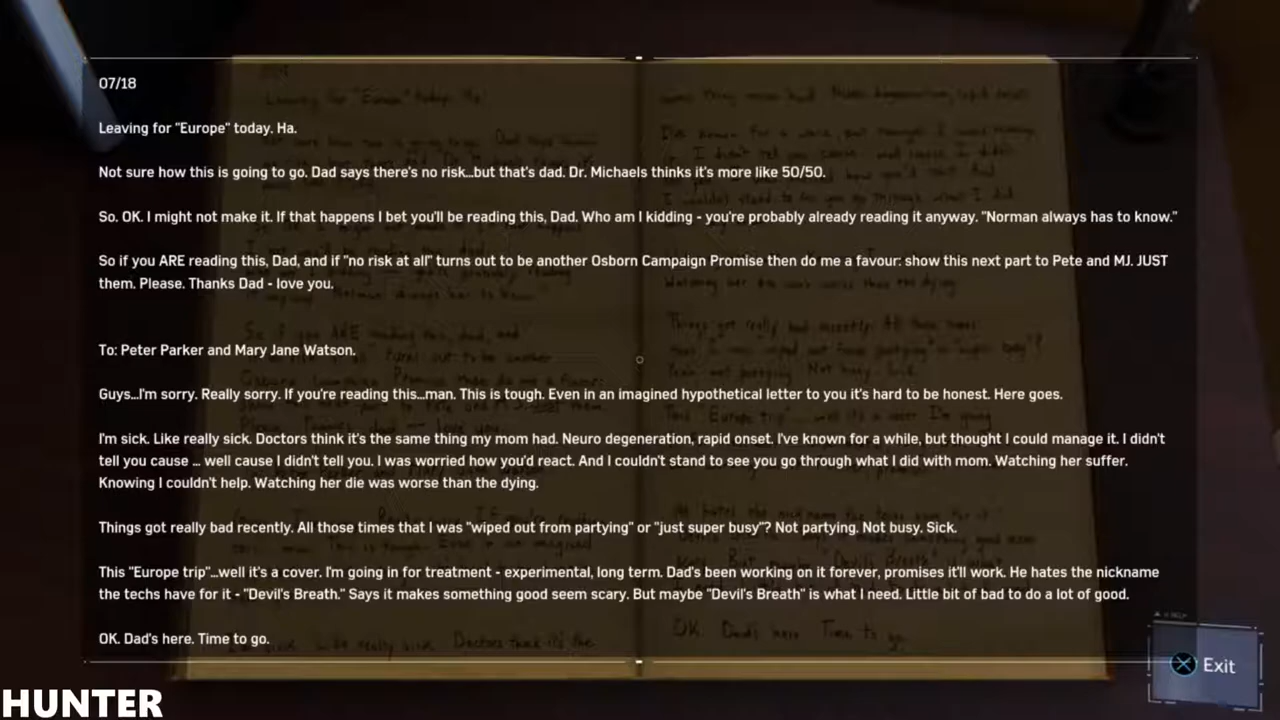 07/18
Leaving for "Europe" today. Ha.
Not sure how this is going to go. Dad says there's no risk...but that's dad. Dr. Michaels thinks it's more like 50/50.
So. OK. I might not make it. If that happens I bet you'll be reading this, Dad. Who am I kidding - you're probably already reading it anyway. "Norman always has to know."
So if you ARE reading this, Dad, and if "no risk at all" turns out to be another Osborn Campaign Promise then do me a favour: show this next part to Pete and MJ. JUST
them. Please. Thanks Dad - love you.
To: Peter Parker and Mary Jane Watson.
Guys...I'm sorry. Really sorry. If you're reading this...man. This is tough. Even in an imagined hypothetical letter to you it's hard to be honest. Here goes.
I'm sick. Like really sick. Doctors think it's the same thing my mom had. Neuro degeneration, rapid onset. I've known for a while, but thought I could manage it. I didn't
tell you cause ... well cause I didn't tell you. I was worried how you'd react. And I couldn't stand to see you go through what I did with mom. Watching her suffer.
Knowing I couldn't help. Watching her die was worse than the dying.
Things got really bad recently. All those times that I was "wiped out from partying" or "just super busy"? Not partying. Not busy. Sick.
This "Europe trip"...well it's a cover. I'm going in for treatment - experimental, long term. Dad's been working on it forever, promises it'll work. He hates the nickname
the techs have for it - "Devil's Breath." Says it makes something good seem scary. But maybe "Devil's Breath" is what I need. Little bit of bad to do a lot of good.
OK. Dad's here. Time to go.
Exit
HUNTER